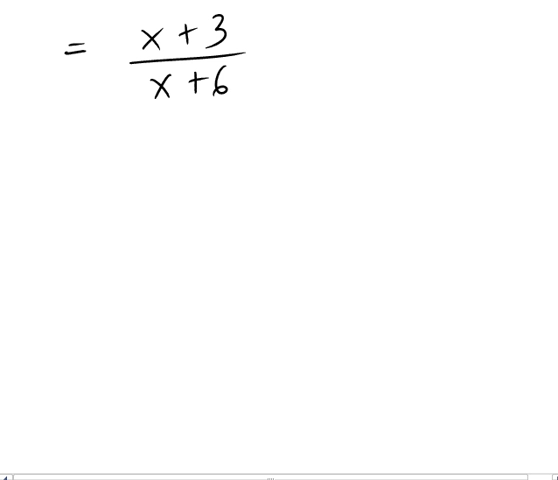 = x + 3
x + 6